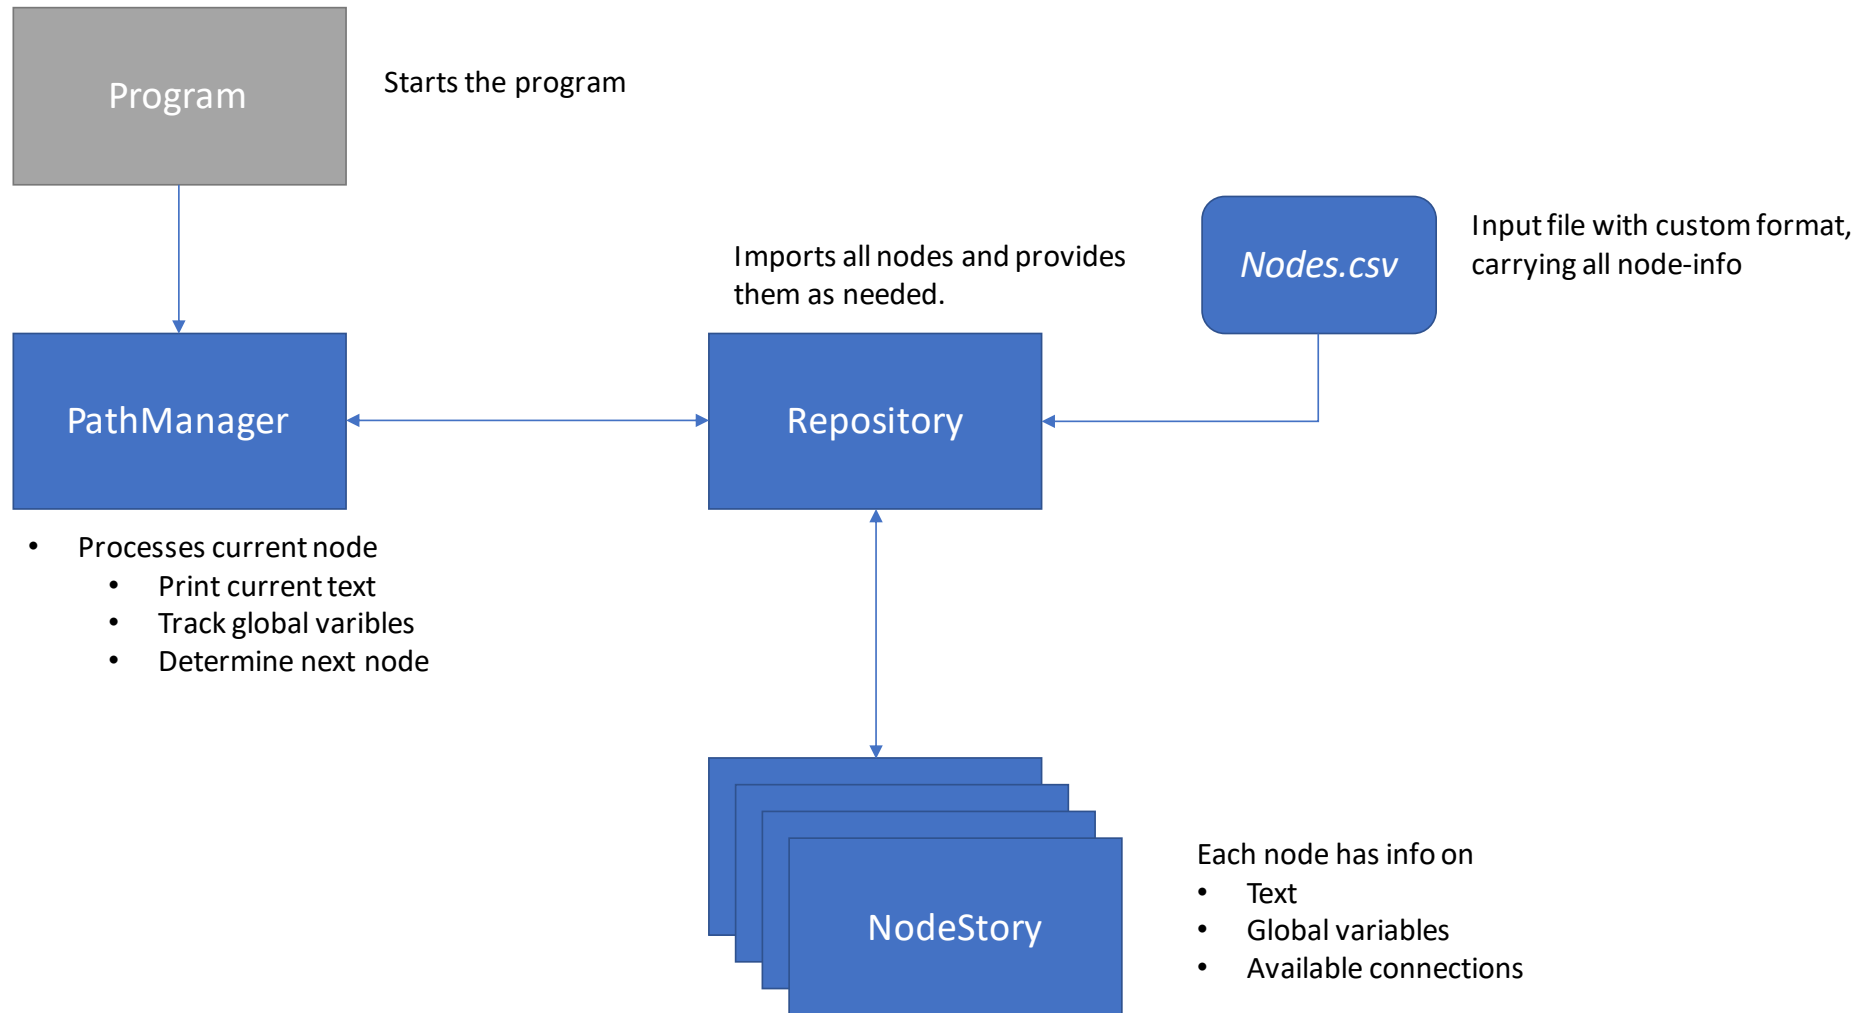 Program
Starts the program
Nodes.csv
Input file with custom format,
carrying all node-info
Imports all nodes and provides
them as needed.
PathManager
Repository
• Processes current node
• Print current text
• Track global varibles
• Determine next node
NodeStory
Each node has info on
• Text
• Global variables
• Available connections